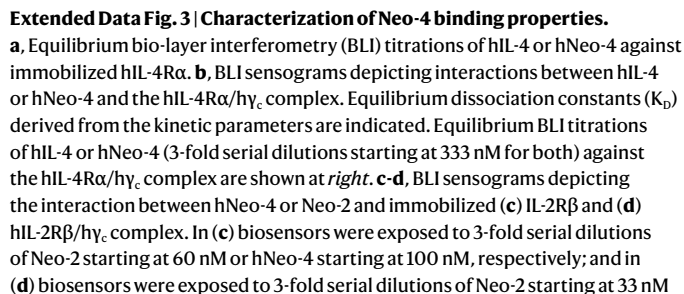 Extended Data Fig. 3 | Characterization of Neo-4 binding properties.
a, Equilibrium bio-layer interferometry (BLI) titrations of hIL-4 or hNeo-4 against
immobilized hIL-4Rα. b, BLI sensograms depicting interactions between hIL-4
or hNeo-4 and the hIL-4Rα/hγc complex. Equilibrium dissociation constants (KD)
derived from the kinetic parameters are indicated. Equilibrium BLI titrations
of hIL-4 or hNeo-4 (3-fold serial dilutions starting at 333 nM for both) against
the hIL-4Rα/hγc complex are shown at right. c-d, BLI sensograms depicting
the interaction between hNeo-4 or Neo-2 and immobilized (c) IL-2Rβ and (d)
hIL-2Rβ/hγc complex. In (c) biosensors were exposed to 3-fold serial dilutions
of Neo-2 starting at 60 nM or hNeo-4 starting at 100 nM, respectively; and in
(d) biosensors were exposed to 3-fold serial dilutions of Neo-2 starting at 33 nM